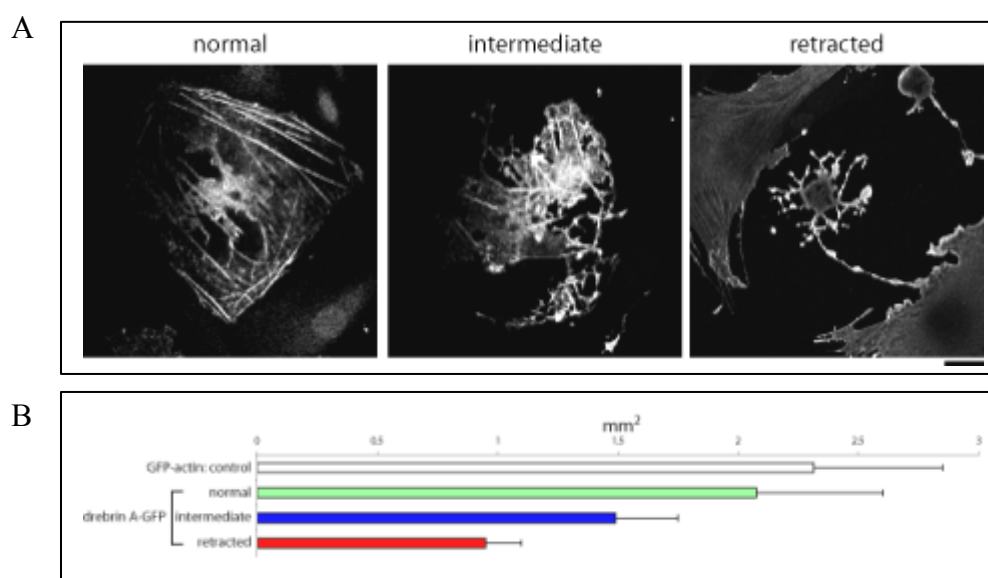 A
normal intermediate retracted
B
mm²
0 0.5 1 1.5 2 2.5 3
GFP-actin: control
normal
drebrin A-GFP intermediate
retracted